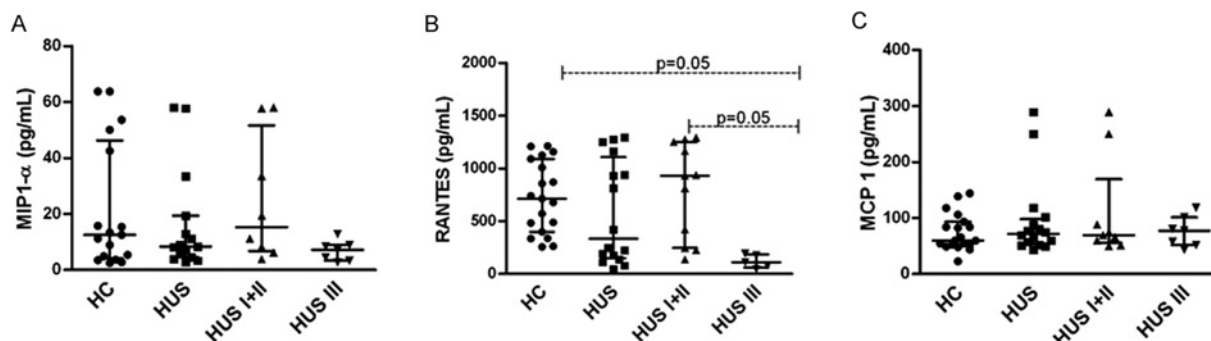 A
MIP1-α (pg/mL)
80
60
40
20
0
HC
HUS
HUS I+II
HUS III
B
RANTES (pg/mL)
2000
1500
1000
500
0
p=0.05
p=0.05
HC
HUS
HUS I+II
HUS III
C
MCP 1 (pg/mL)
400
300
200
100
0
HC
HUS
HUS I+II
HUS III